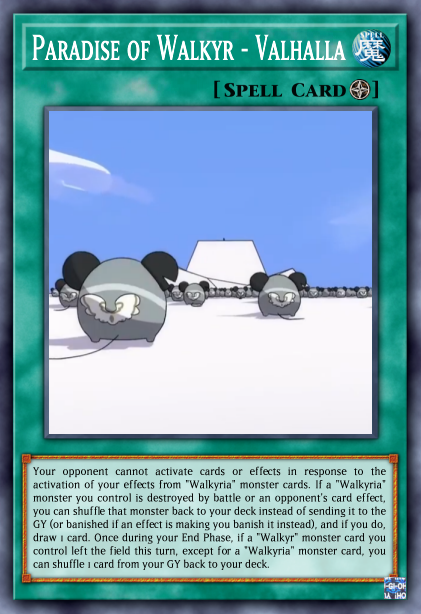 Paradise of Walkyr - Valhalla
[Spell Card]
Your opponent cannot activate cards or effects in response to the
activation of your effects from "Walkyria" monster cards. If a "Walkyria"
monster you control is destroyed by battle or an opponent's card effect,
you can shuffle that monster back to your deck instead of sending it to the
GY (or banished if an effect is making you banish it instead), and if you do,
draw 1 card. Once during your End Phase, if a "Walkyr" monster card you
control left the field this turn, except for a "Walkyria" monster card, you
can shuffle 1 card from your GY back to your deck.